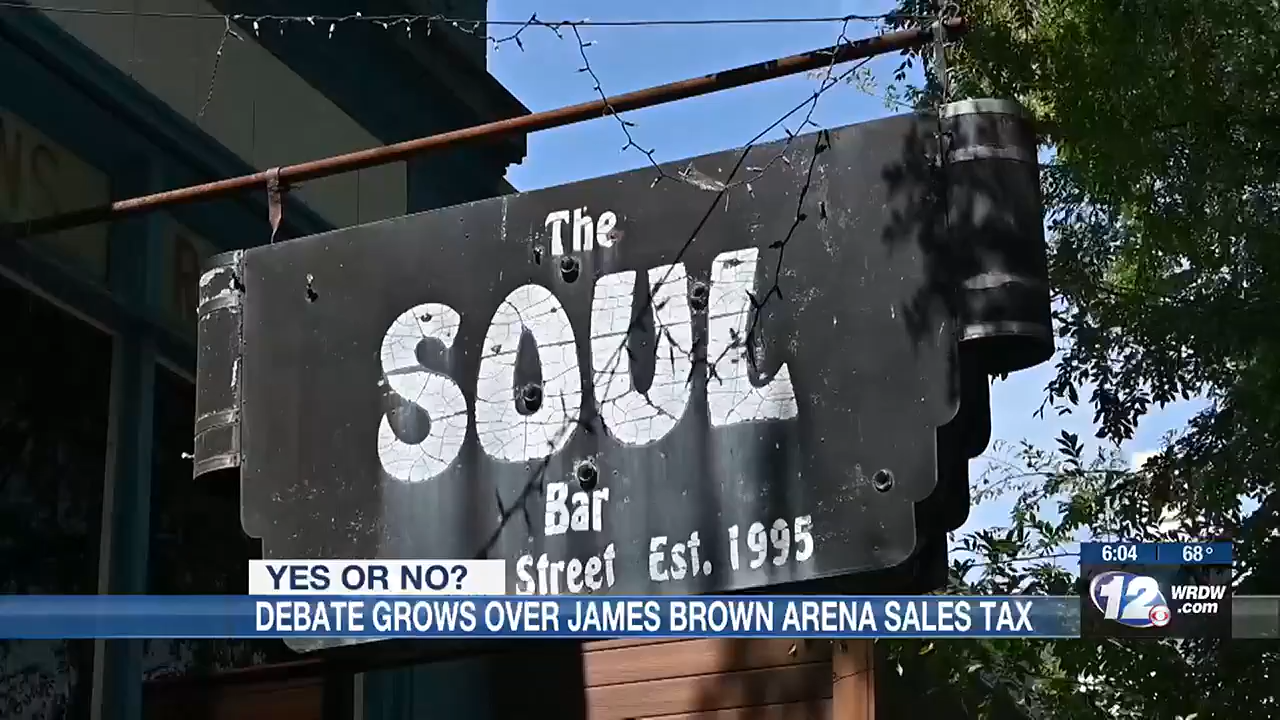 The
SOUL
Bar
Street Est. 1995
YES OR NO?
DEBATE GROWS OVER JAMES BROWN ARENA SALES TAX
6:04 68°
12 WRDW
.com